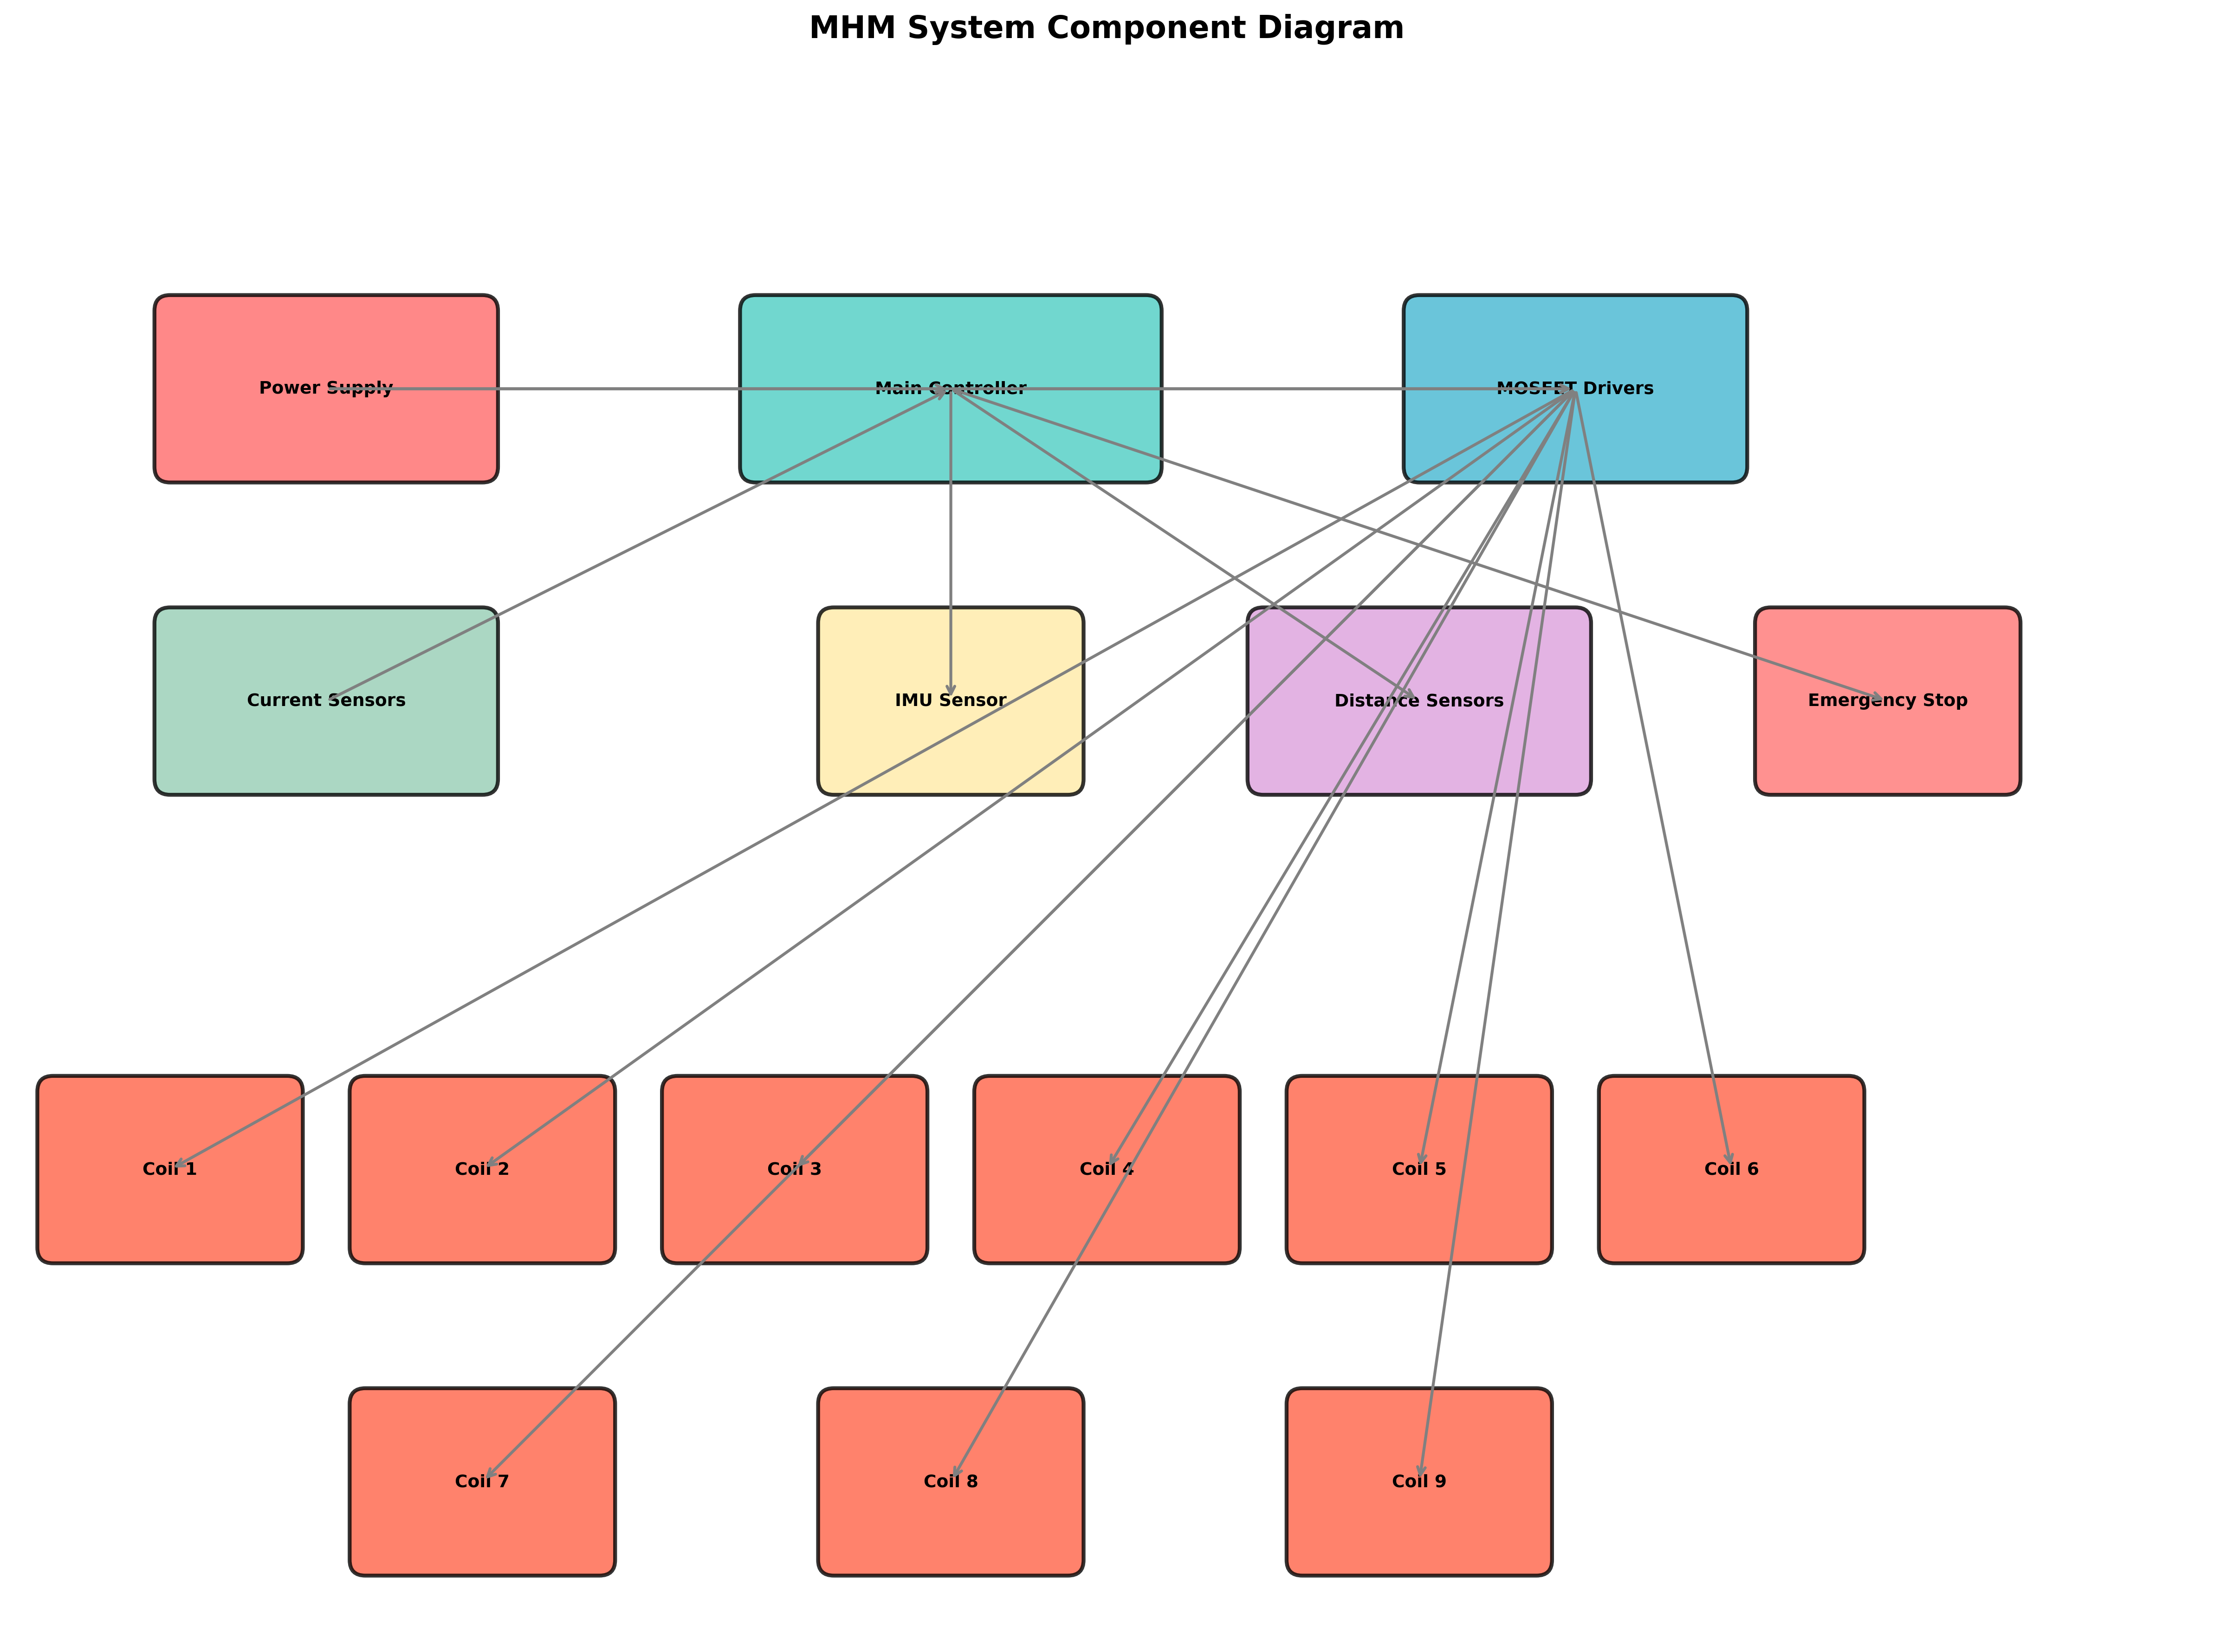 MHM System Component Diagram
Power Supply
Main Controller
MOSFET Drivers
Current Sensors
IMU Sensor
Distance Sensors
Emergency Stop
Coil 1
Coil 2
Coil 3
Coil 4
Coil 5
Coil 6
Coil 7
Coil 8
Coil 9